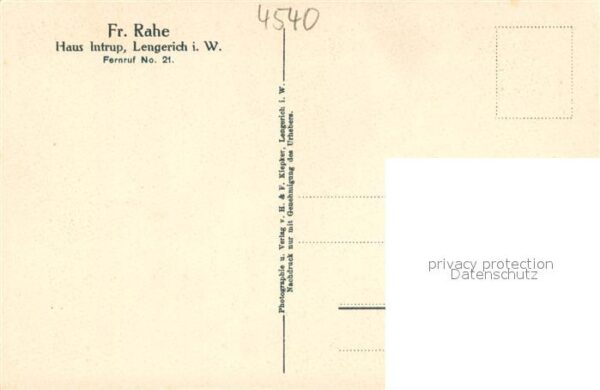 4540
Fr. Rahe
Haus Intrup, Lengerich i. W.
Fernruf No. 21.
Photographie u. Verlag v. H. & F. Kiepker, Lengerich i. W.
Nachdruck nur mit Genehmigung des Urhebers.
privacy protection
Datenschutz